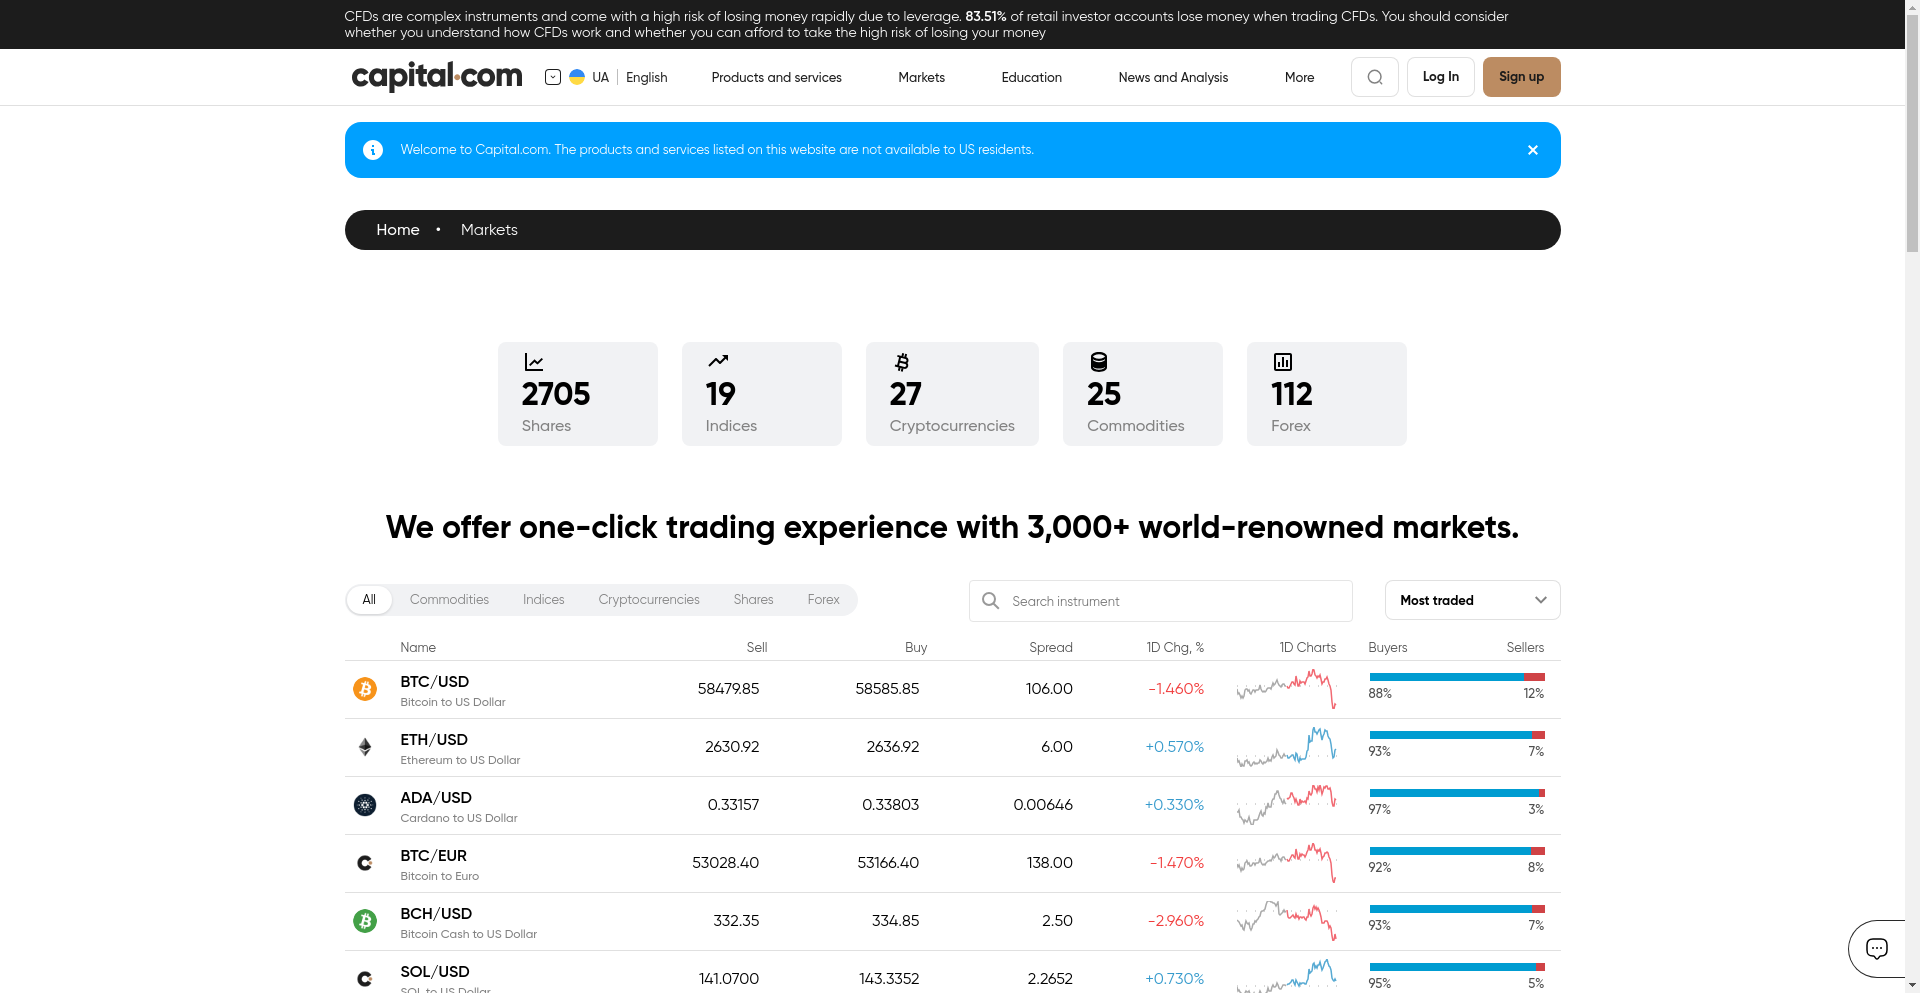 CFDs are complex instruments and come with a high risk of losing money rapidly due to leverage. 83.51% of retail investor accounts lose money when trading CFDs. You should consider
whether you understand how CFDs work and whether you can afford to take the high risk of losing your money
capital.com UA English Products and services Markets Education News and Analysis More Log In Sign up
Welcome to Capital.com. The products and services listed on this website are not available to US residents.
Home • Markets
2705 19 27 25 112
Shares Indices Cryptocurrencies Commodities Forex
We offer one-click trading experience with 3,000+ world-renowned markets.
All Commodities Indices Cryptocurrencies Shares Forex Search instrument Most traded
Name Sell Buy Spread 1D Chg, % 1D Charts Buyers Sellers
BTC/USD 58479.85 58585.85 106.00 -1.460% 88% 12%
Bitcoin to US Dollar
ETH/USD 2630.92 2636.92 6.00 +0.570% 93% 7%
Ethereum to US Dollar
ADA/USD 0.33157 0.33803 0.00646 +0.330% 97% 3%
Cardano to US Dollar
BTC/EUR 53028.40 53166.40 138.00 -1.470% 92% 8%
Bitcoin to Euro
BCH/USD 332.35 334.85 2.50 -2.960% 93% 7%
Bitcoin Cash to US Dollar
SOL/USD 141.0700 143.3352 2.2652 +0.730% 95% 5%
SOL to US Dollar